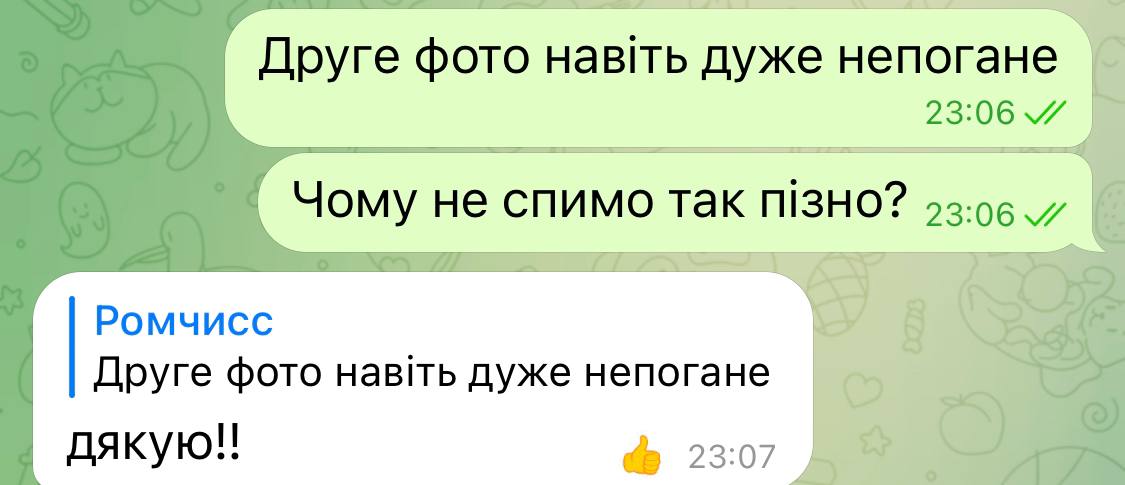 Друге фото навіть дуже непогане
23:06
Чому не спимо так пізно? 23:06
Ромчисс
Друге фото навіть дуже непогане
дякую!! 👍 23:07